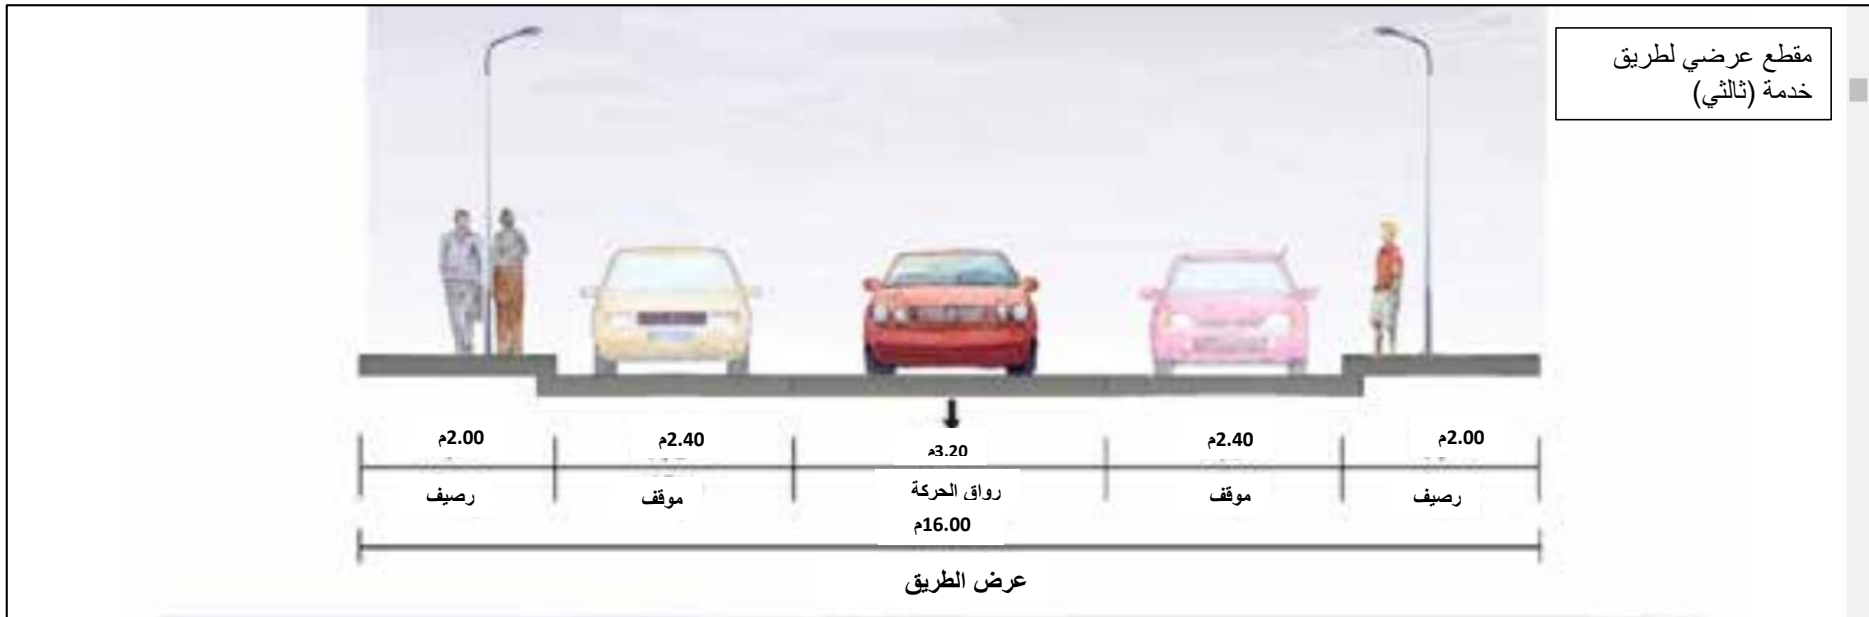 مقطع عرضي لطريق
خدمة (ثالثي)
2.00م
2.40م
3.20م
2.40م
2.00م
رصيف
موقف
رواق الحركة
موقف
رصيف
16.00م
عرض الطريق